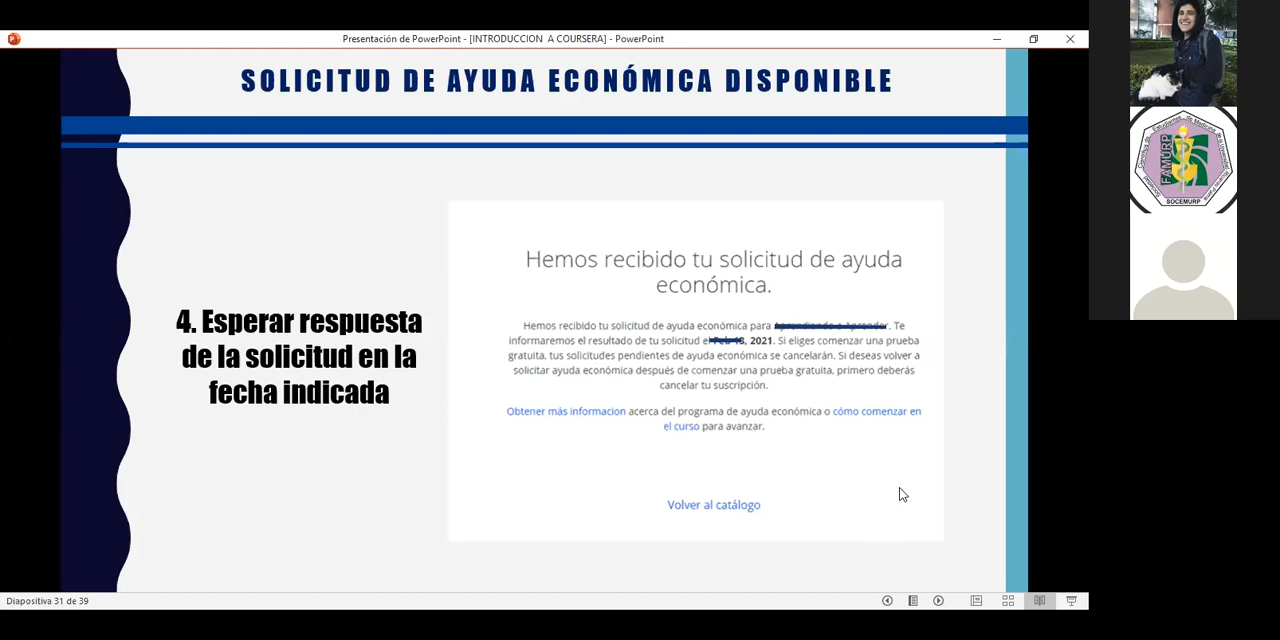 Presentación de PowerPoint - [INTRODUCCION A COURSERA] - PowerPoint
SOLICITUD DE AYUDA ECONÓMICA DISPONIBLE
4. Esperar respuesta
de la solicitud en la
fecha indicada
Hemos recibido tu solicitud de ayuda
económica.
Hemos recibido tu solicitud de ayuda económica para Aprendiendo a Aprender. Te
informaremos el resultado de tu solicitud el 2021. Si eliges comenzar una prueba
gratuita, tus solicitudes pendientes de ayuda económica se cancelarán. Si deseas volver a
solicitar ayuda económica después de comenzar una prueba gratuita, primero deberás
cancelar tu suscripción.
Obtener más informacion acerca del programa de ayuda económica o cómo comenzar en
el curso para avanzar.
Volver al catálogo
Diapositiva 31 de 39
FAMURP
SOCEMURP